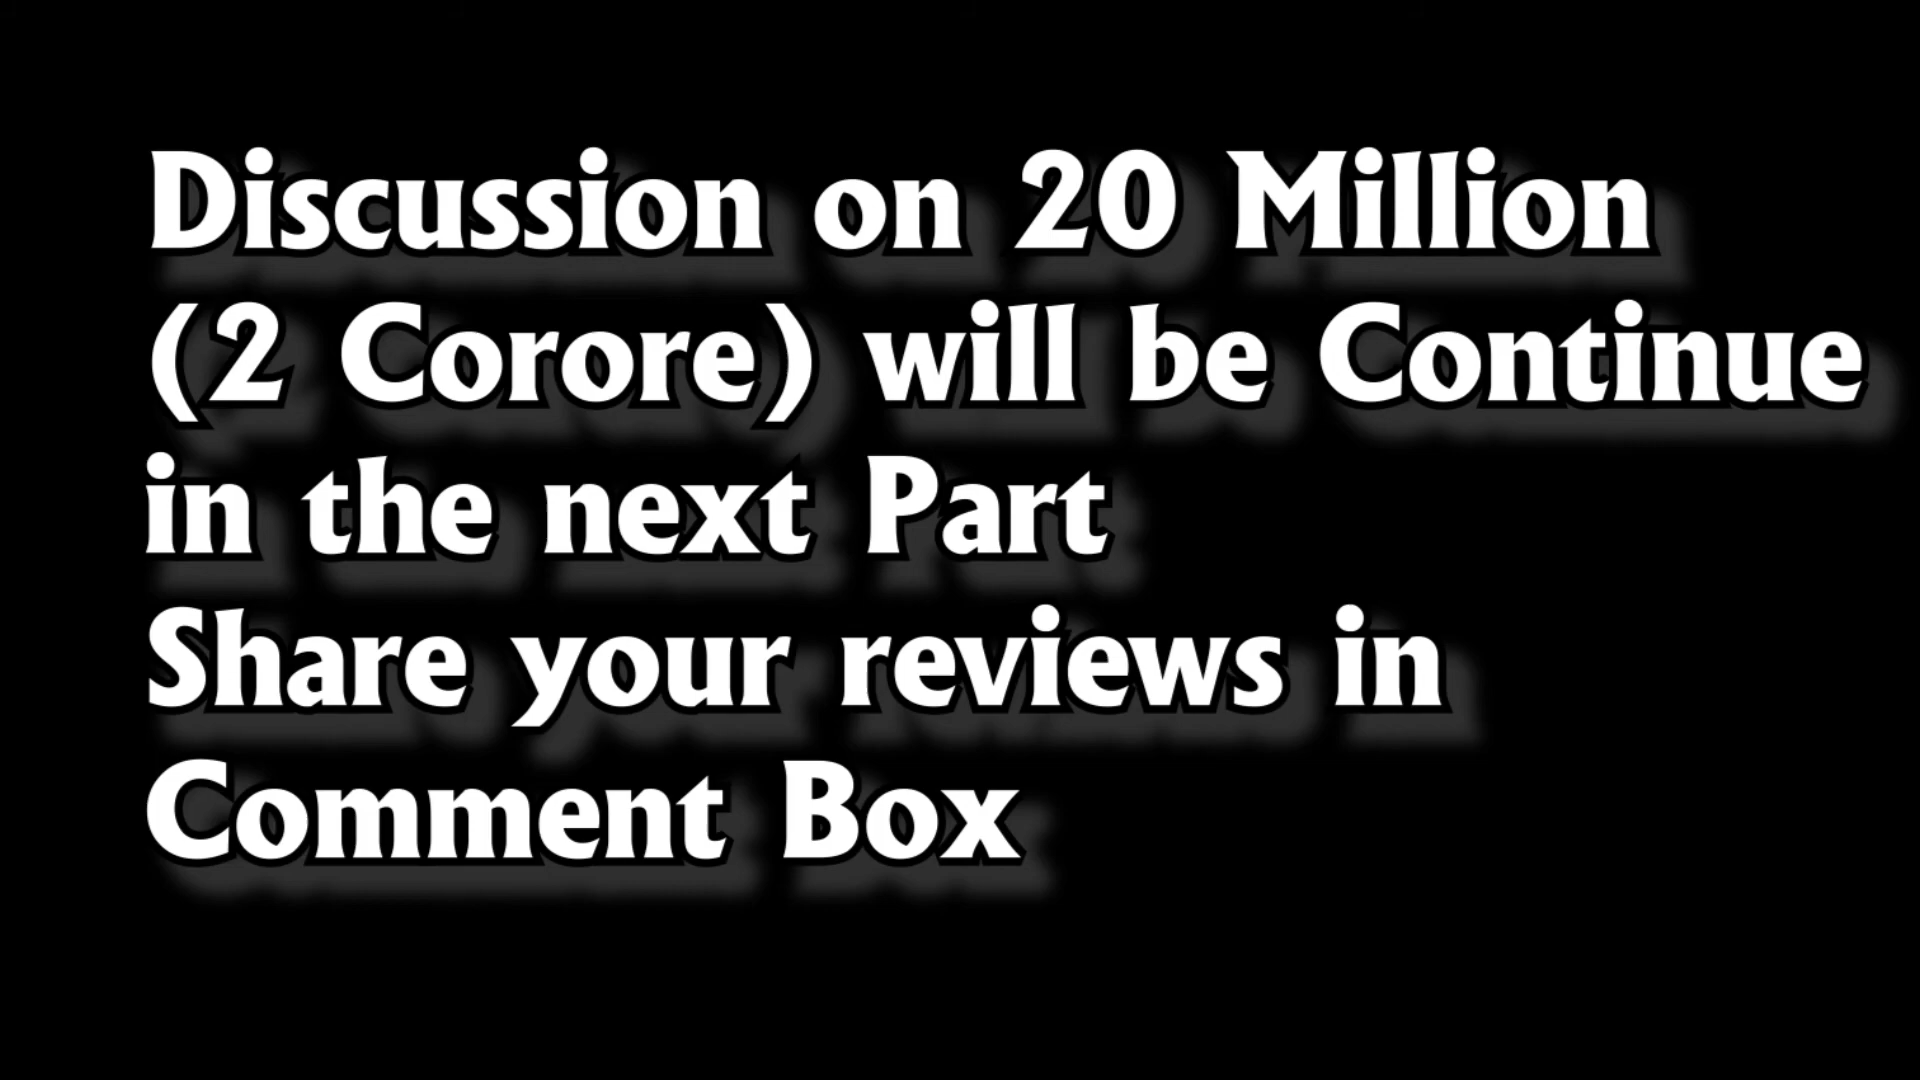 Discussion on 20 Million
(2 Corore) will be Continue
in the next Part
Share your reviews in
Comment Box